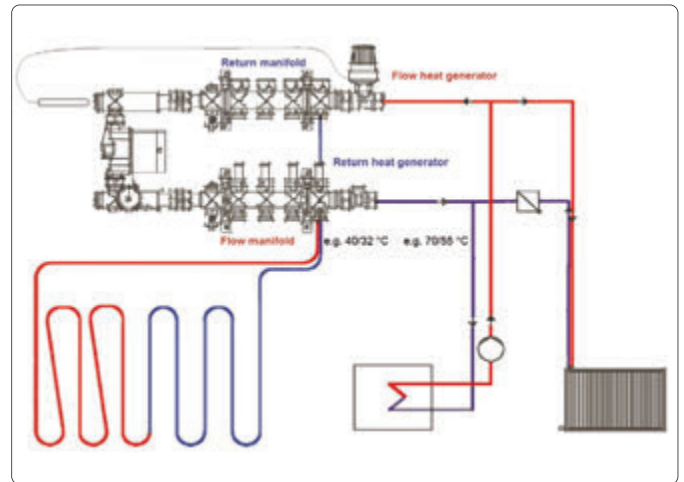 Return manifold
Flow heat generator
Return heat generator
Flow manifold
e.g. 40/32 °C
e.g. 70/55 °C